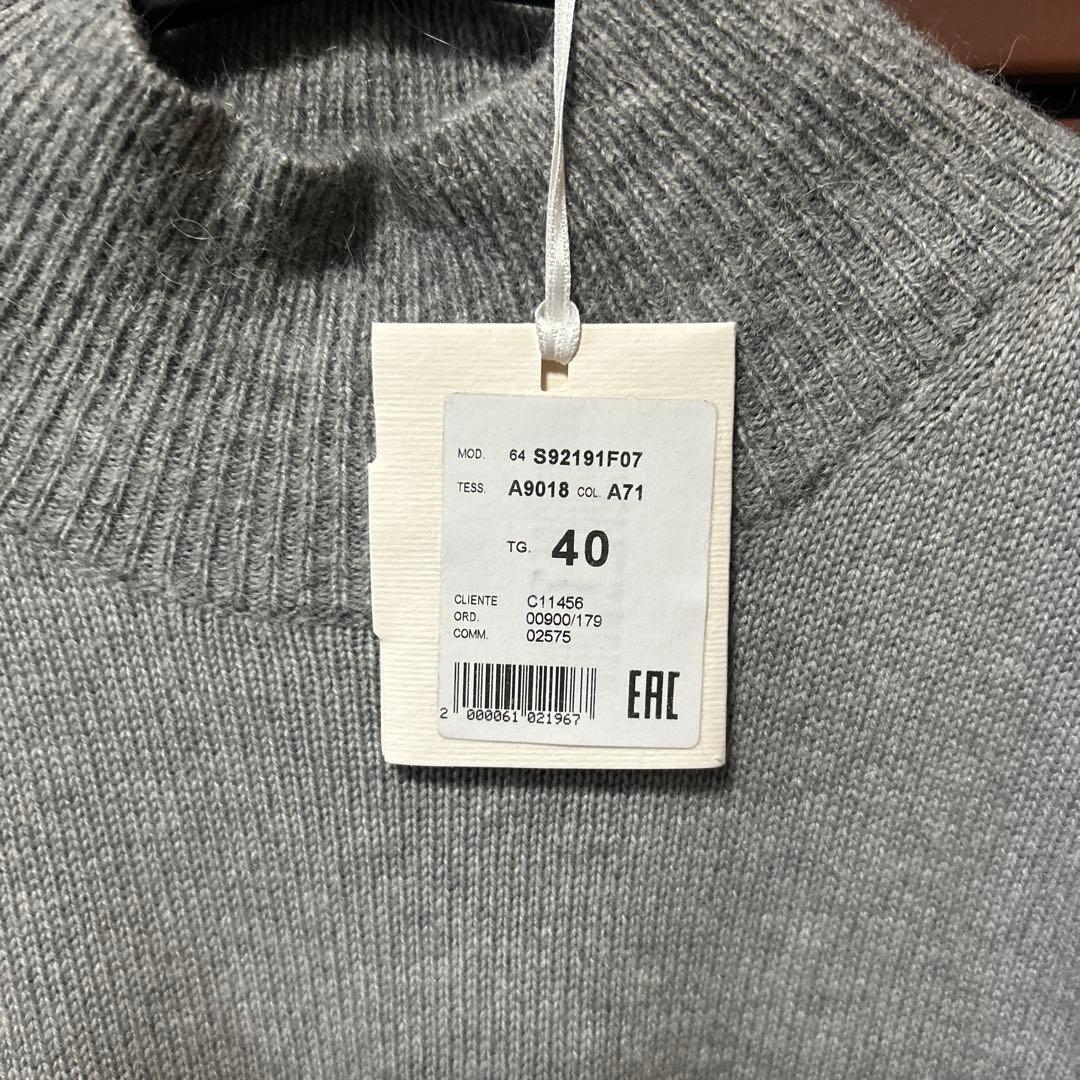 MOD. 64 S92191F07
TESS. A9018 COL. A71
TG. 40
CLIENTE C11456
ORD. 00900/179
COMM. 02575
2 000061 021967
EAC